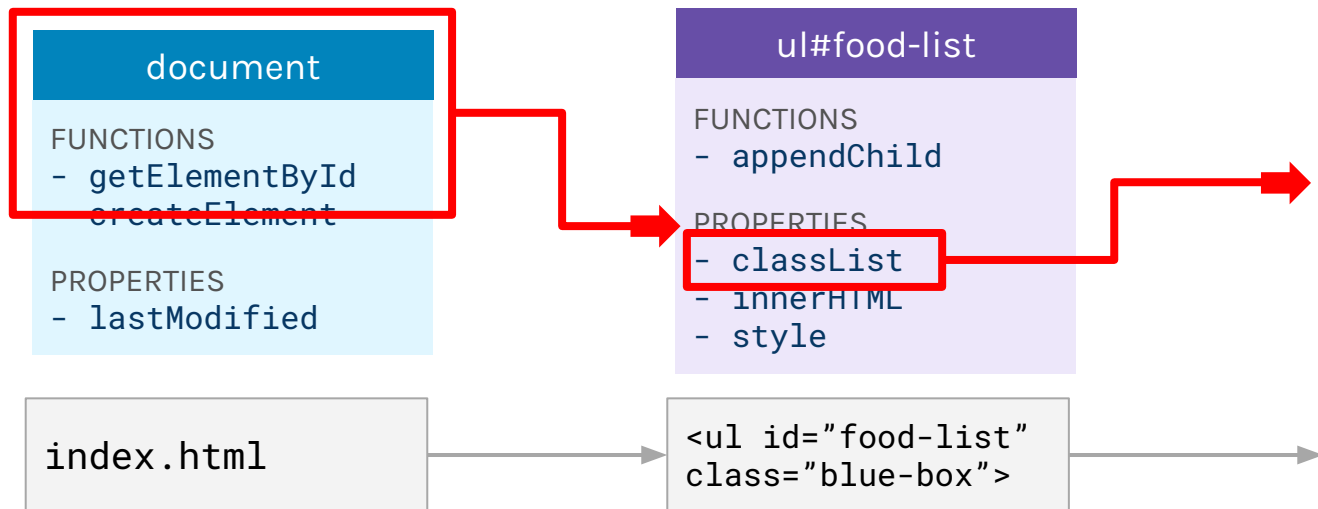 document
FUNCTIONS
- getElementById
- createElement
PROPERTIES
- lastModified
ul#food-list
FUNCTIONS
- appendChild
PROPERTIES
- classList
- innerHTML
- style
index.html
<ul id=”food-list”
class=”blue-box”>